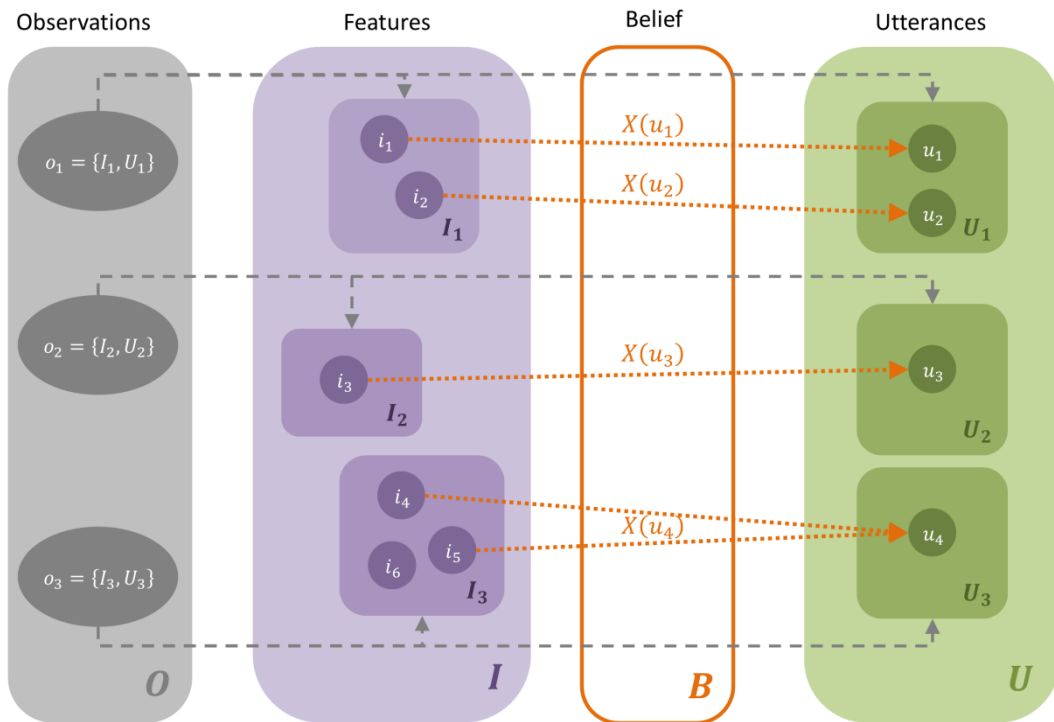 Observations
Features
Belief
Utterances
o₁ = {I₁, U₁}
i₁
i₂
I₁
X(u₁)
X(u₂)
u₁
u₂
U₁
o₂ = {I₂, U₂}
i₃
I₂
X(u₃)
u₃
U₂
o₃ = {I₃, U₃}
i₄
i₅
i₆
I₃
X(u₄)
u₄
U₃
O
I
B
U